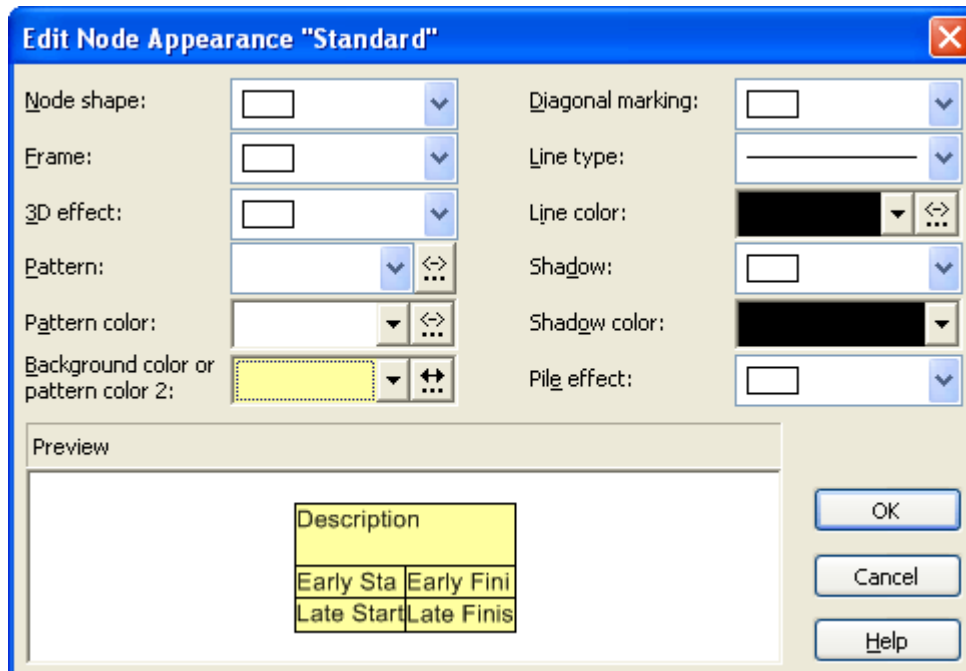 Edit Node Appearance "Standard"
Node shape:
Diagonal marking:
Frame:
Line type:
3D effect:
Line color:
Pattern:
Shadow:
Pattern color:
Shadow color:
Background color or
pattern color 2:
Pile effect:
Preview
Description
Early Sta Early Fini
Late Start Late Finis
OK
Cancel
Help